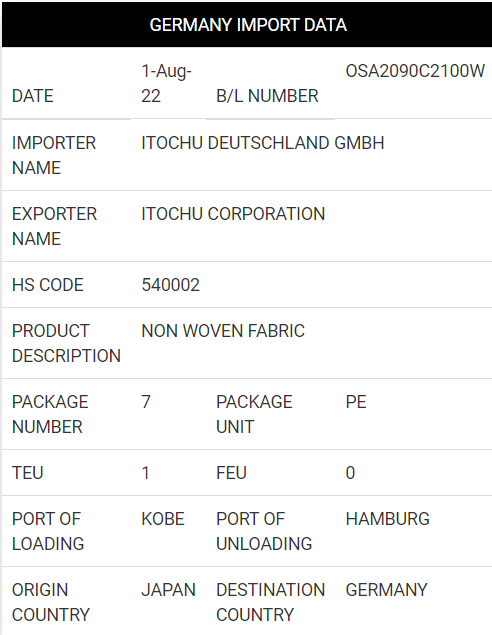 GERMANY IMPORT DATA
DATE 1-Aug-22 B/L NUMBER OSA2090C2100W
IMPORTER NAME ITOCHU DEUTSCHLAND GMBH
EXPORTER NAME ITOCHU CORPORATION
HS CODE 540002
PRODUCT DESCRIPTION NON WOVEN FABRIC
PACKAGE NUMBER 7 PACKAGE UNIT PE
TEU 1 FEU 0
PORT OF LOADING KOBE PORT OF UNLOADING HAMBURG
ORIGIN COUNTRY JAPAN DESTINATION COUNTRY GERMANY